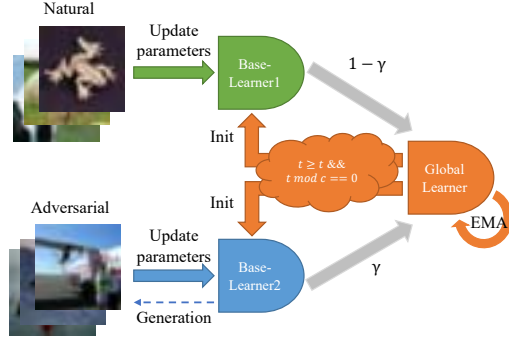 Natural
Update
parameters
Base-
Learner1
1 − γ
Init
t ≥ t &&
t mod c == 0
Global
Learner
Init
EMA
Adversarial
Update
parameters
Base-
Learner2
γ
Generation